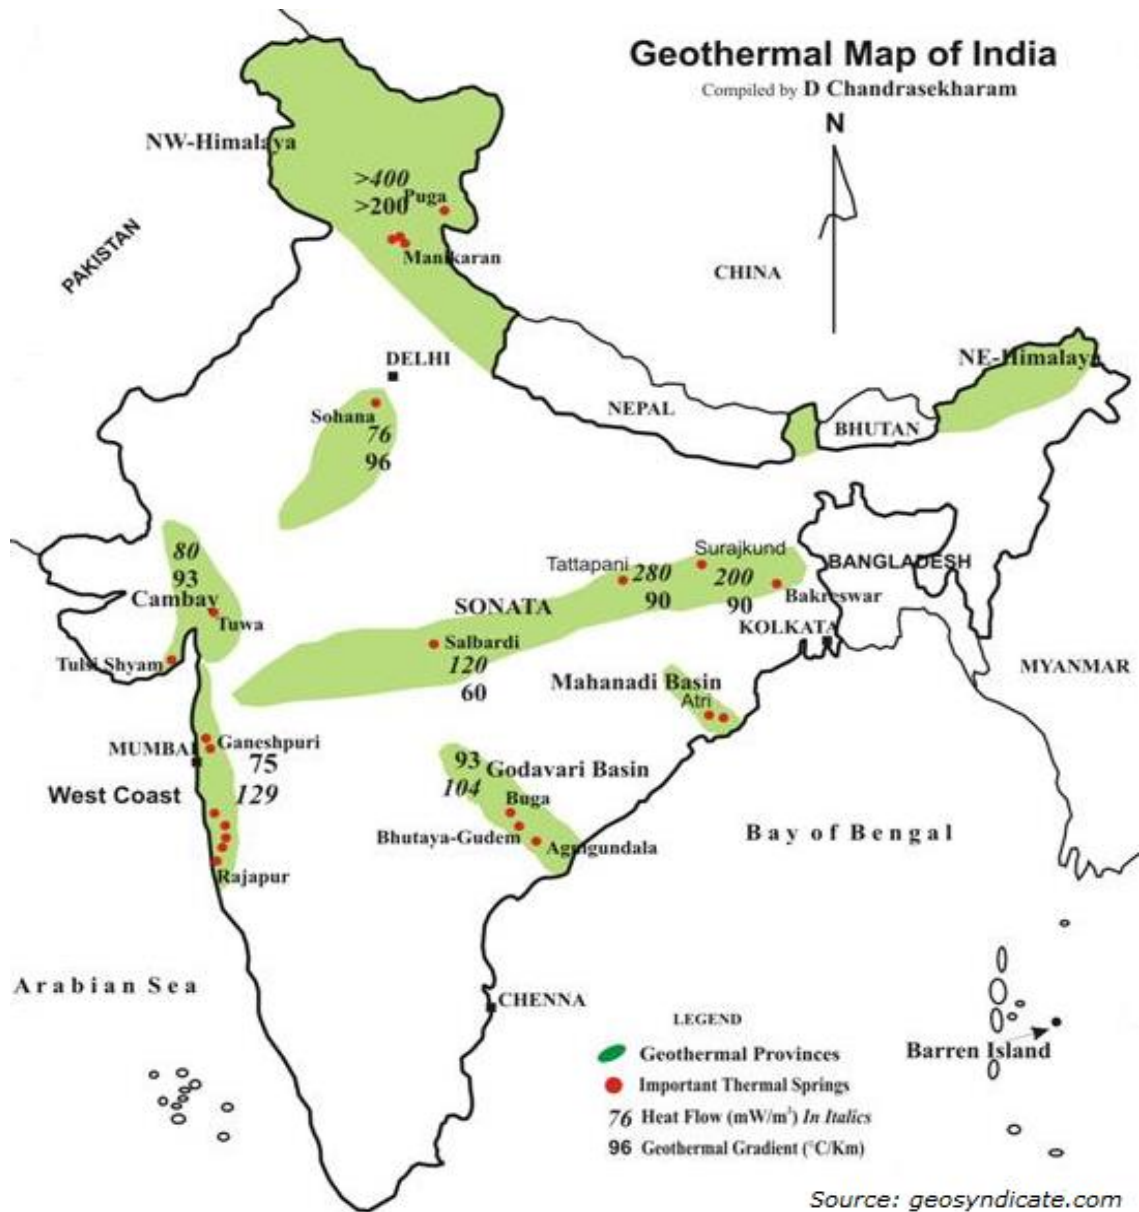 Geothermal Map of India
Compiled by D Chandrasekharam
N
NW-Himalaya
>400
Puga
>200
Manikaran
PAKISTAN
CHINA
DELHI
NE-Himalaya
Sohana
76
96
NEPAL
BHUTAN
80
93
Cambay
Tuwa
Tulsi Shyam
Tattapani
280
90
Surajkund
200
90
Bakreswar
BANGLADESH
SONATA
KOLKATA
Salbardi
120
60
MYANMAR
Mahanadi Basin
Atri
MUMBAI
Ganeshpuri
75
129
West Coast
Rajapur
93
104
Godavari Basin
Buga
Bhutaya-Gudem
Agnigundala
Bay of Bengal
Arabian Sea
CHENNA
Barren Island
LEGEND
Geothermal Provinces
Important Thermal Springs
76 Heat Flow (mW/m²) In Italics
96 Geothermal Gradient (°C/Km)
Source: geosyndicate.com